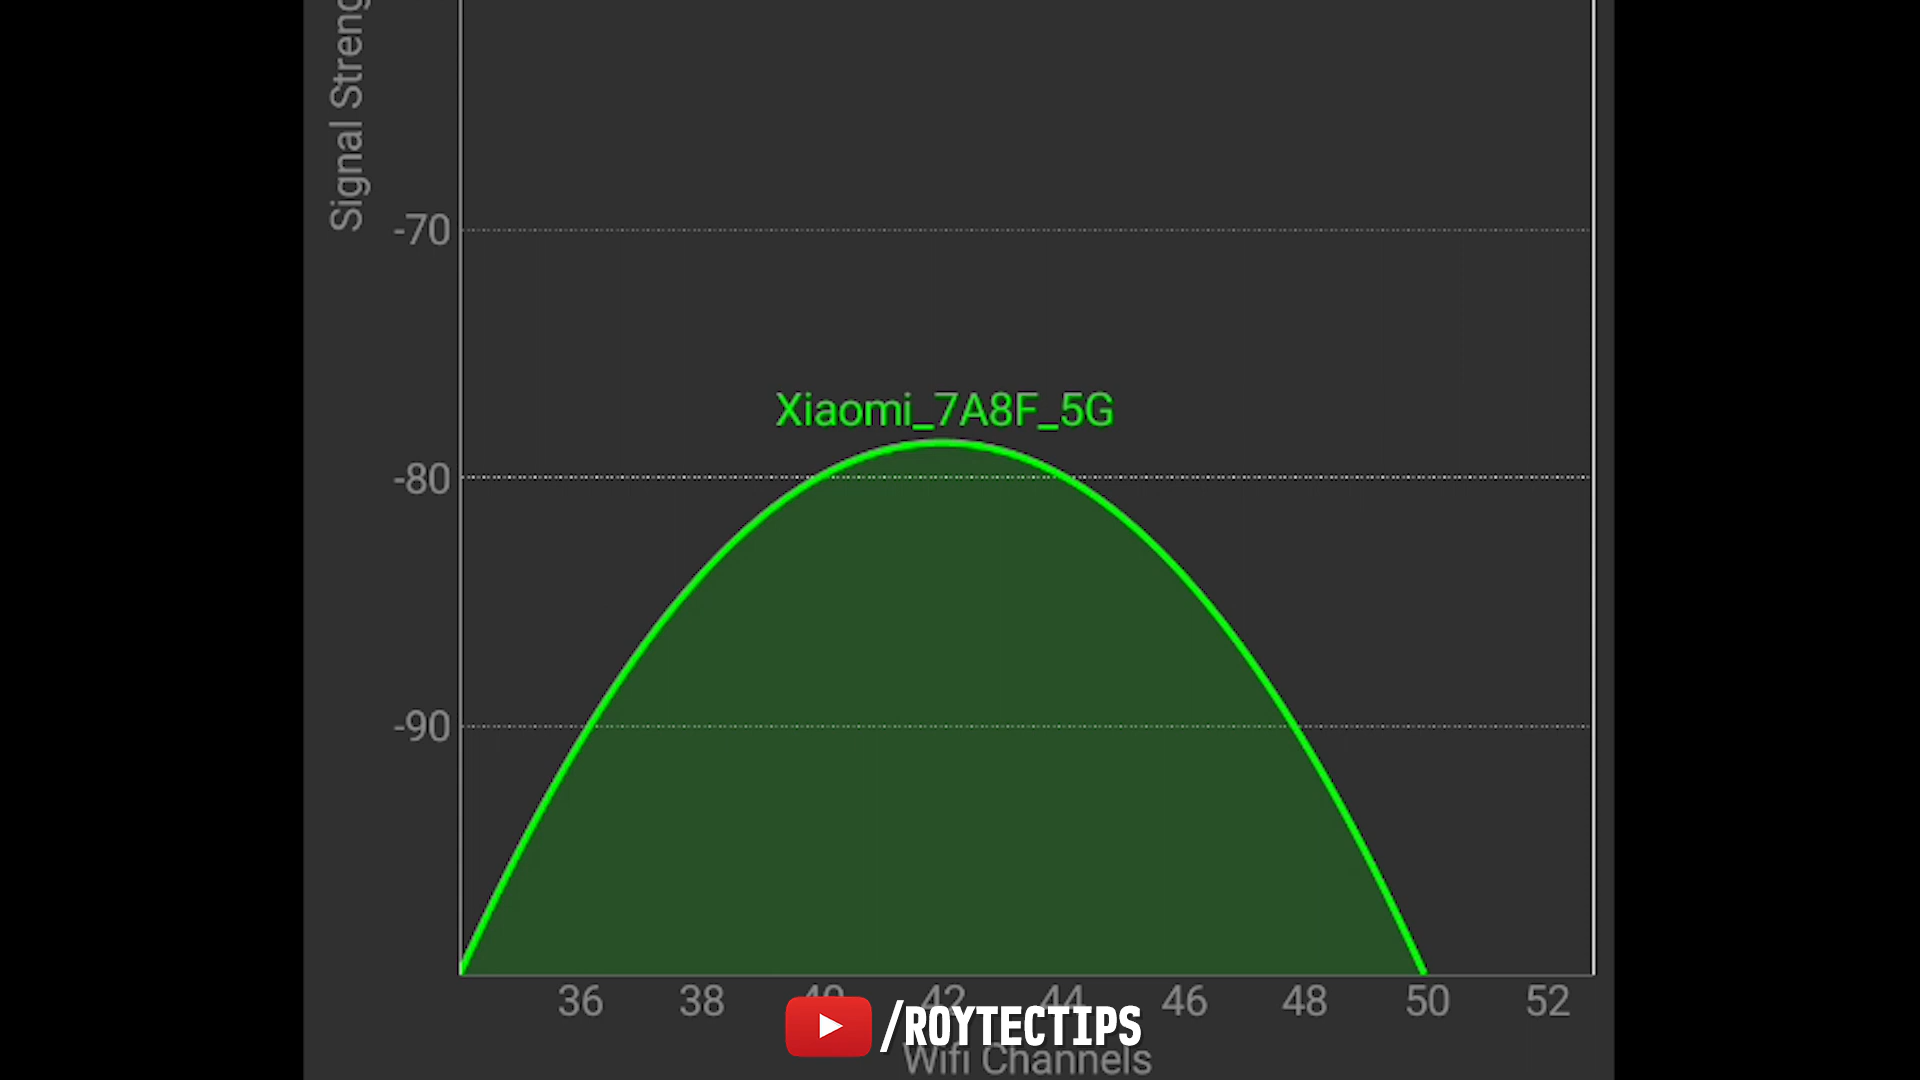 Signal Streng
-70
Xiaomi_7A8F_5G
-80
-90
36 38 40 42 44 46 48 50 52
/ROYTECTIPS
Wifi Channels